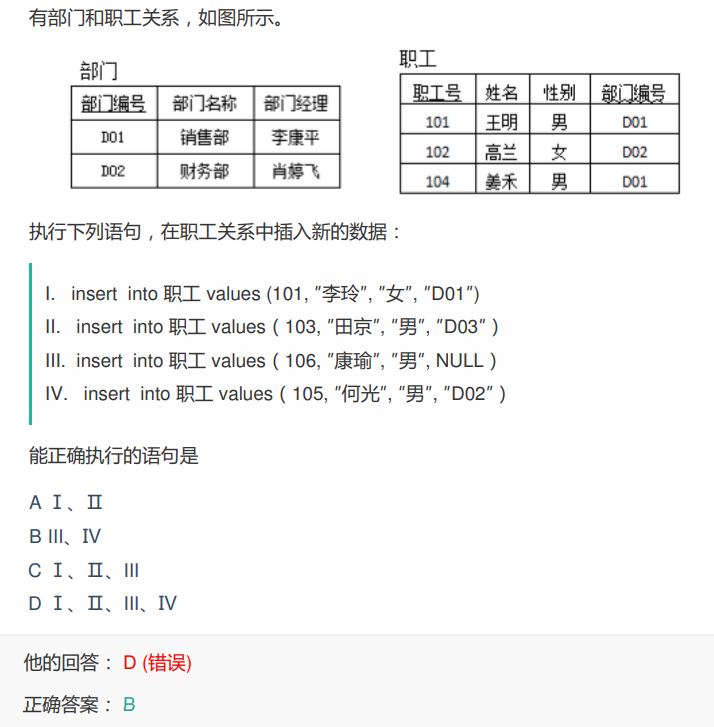 有部门和职工关系，如图所示。
部门
部门编号 部门名称 部门经理
D01 销售部 李康平
D02 财务部 肖婷飞
职工
职工号 姓名 性别 部门编号
101 王明 男 D01
102 高兰 女 D02
104 姜禾 男 D01
执行下列语句，在职工关系中插入新的数据：
I. insert into 职工 values (101, "李玲", "女", "D01")
II. insert into 职工 values ( 103, "田京", "男", "D03" )
III. insert into 职工 values ( 106, "康瑜", "男", NULL )
IV. insert into 职工 values ( 105, "何光", "男", "D02" )
能正确执行的语句是
A Ⅰ、Ⅱ
B III、Ⅳ
C Ⅰ、Ⅱ、III
D Ⅰ、Ⅱ、III、Ⅳ
他的回答： D (错误)
正确答案： B